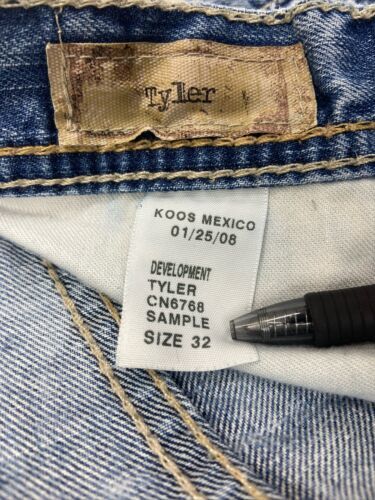 Tyler
KOOS MEXICO
01/25/08
DEVELOPMENT
TYLER
CN6768
SAMPLE
SIZE 32